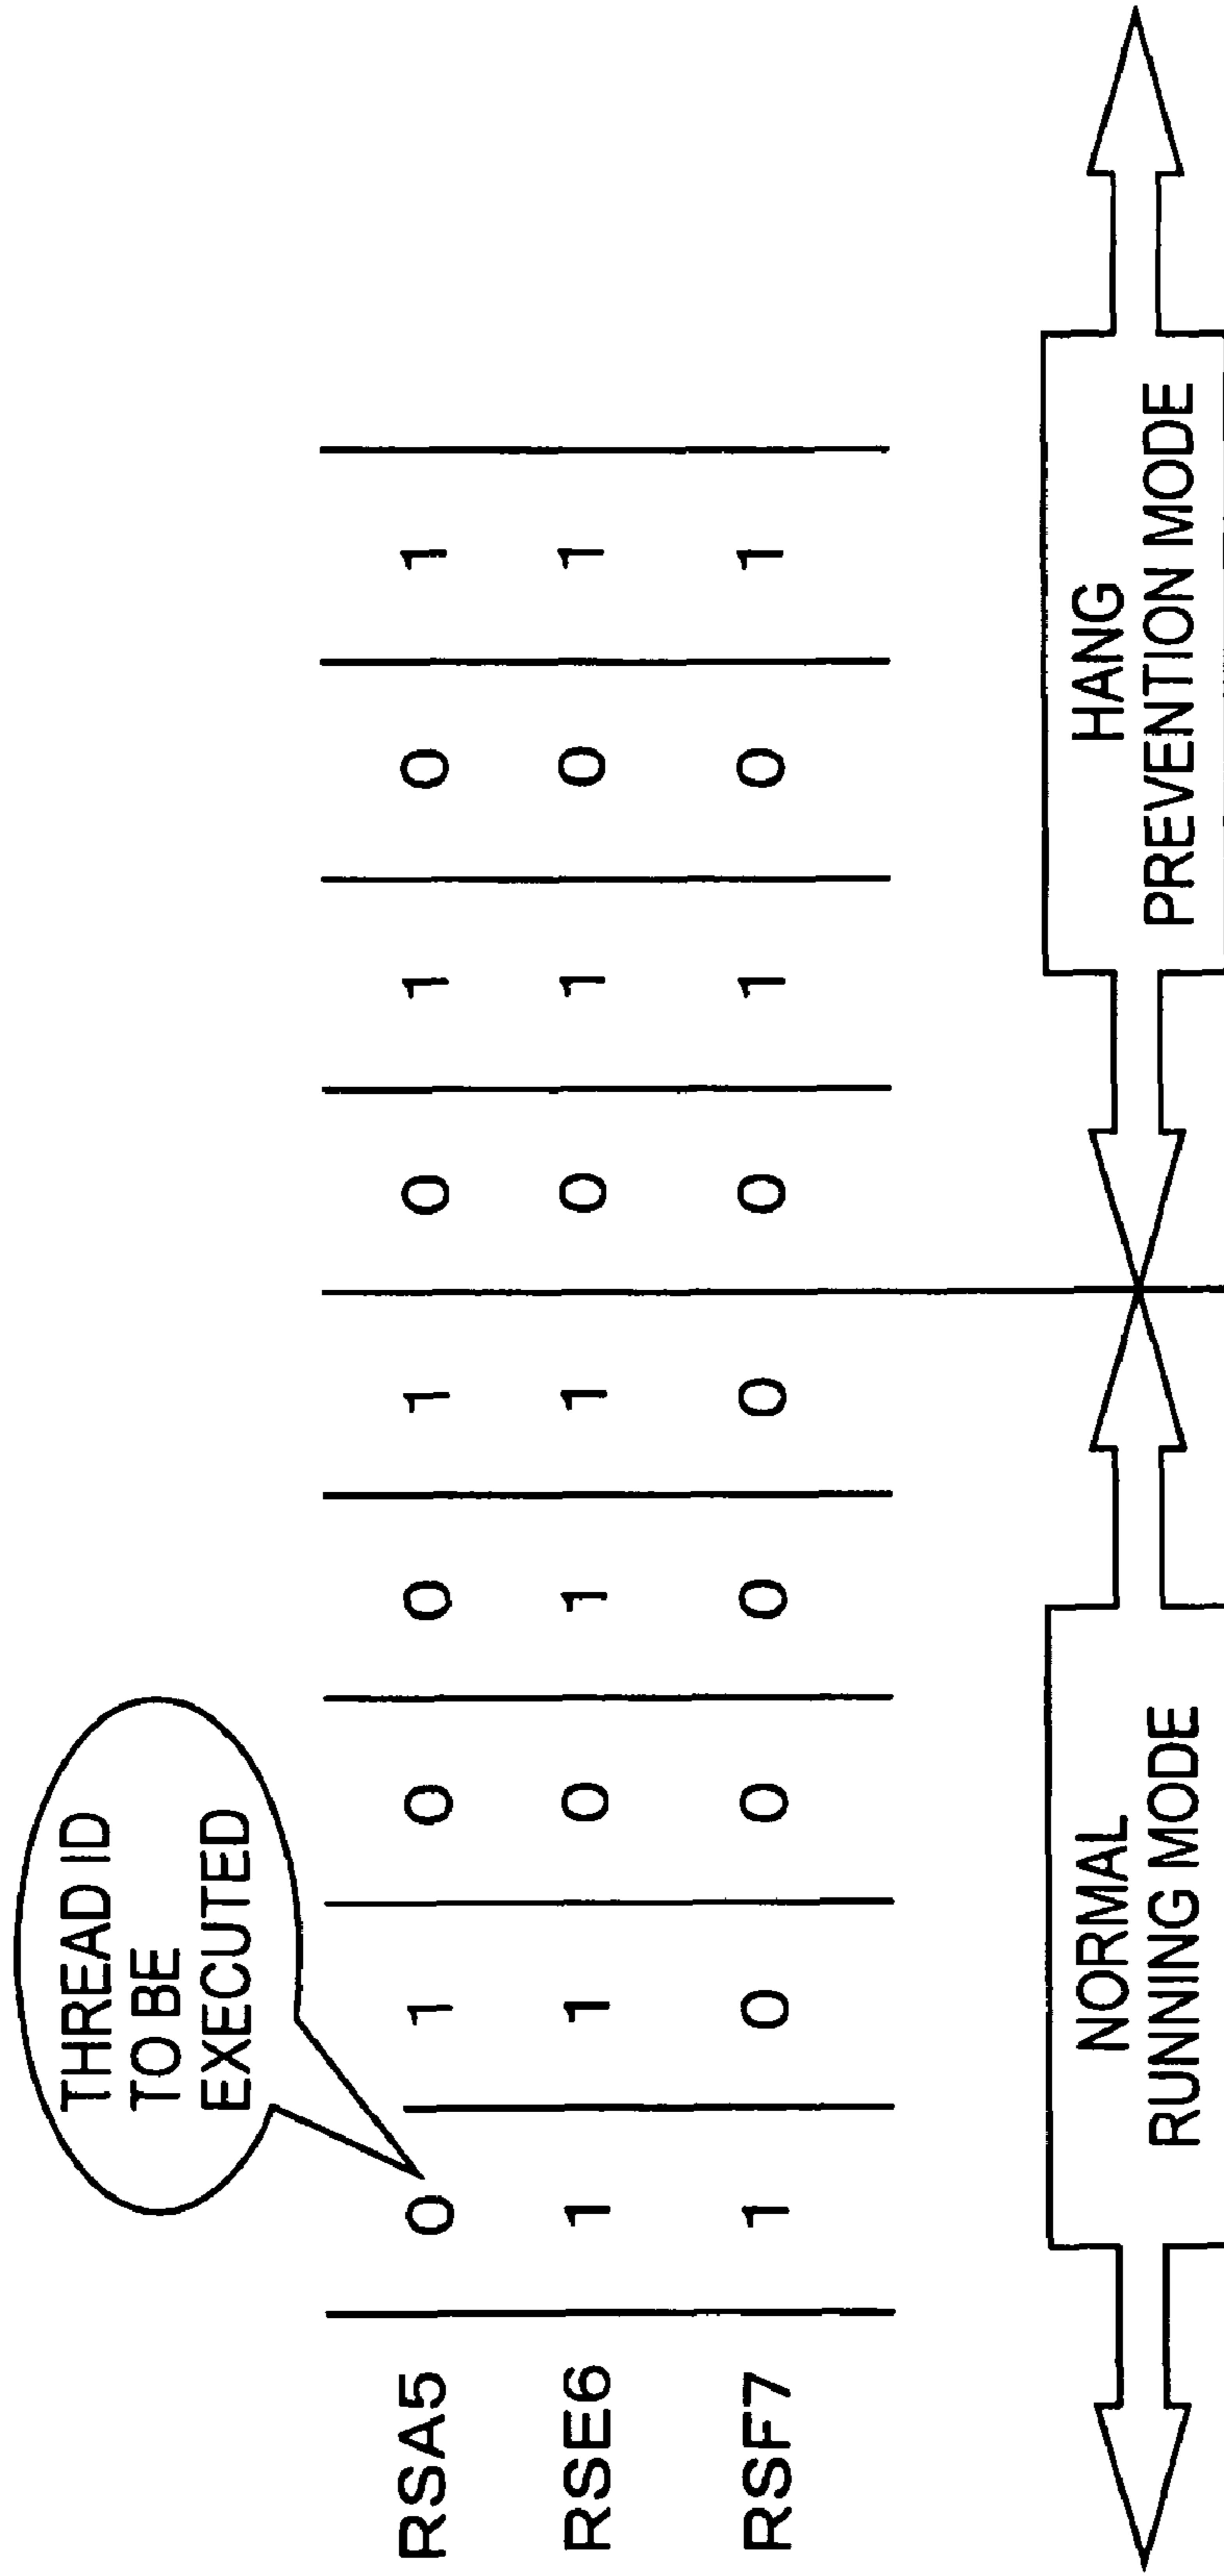 THREAD ID
TO BE
EXECUTED
RSA5 0 1 0 0 1 0 1 0 1
RSE6 1 1 0 1 1 0 1 0 1
RSF7 1 0 0 0 0 0 1 0 1
NORMAL
RUNNING MODE
HANG
PREVENTION MODE